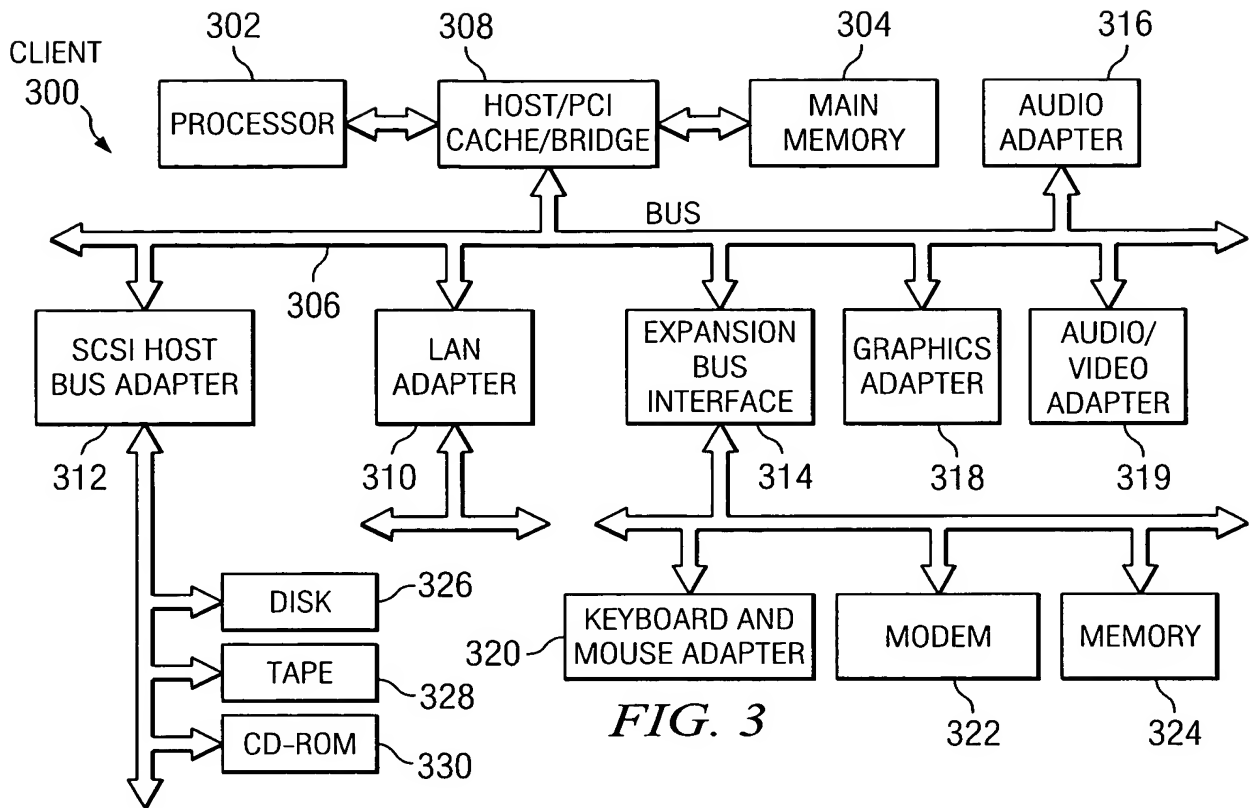 CLIENT
300
302
308
304
316
PROCESSOR
HOST/PCI
CACHE/BRIDGE
MAIN
MEMORY
AUDIO
ADAPTER
BUS
306
SCSI HOST
BUS ADAPTER
LAN
ADAPTER
EXPANSION
BUS
INTERFACE
GRAPHICS
ADAPTER
AUDIO/
VIDEO
ADAPTER
312
310
314
318
319
DISK
326
TAPE
328
CD-ROM
330
320
KEYBOARD AND
MOUSE ADAPTER
MODEM
MEMORY
322
324
FIG. 3